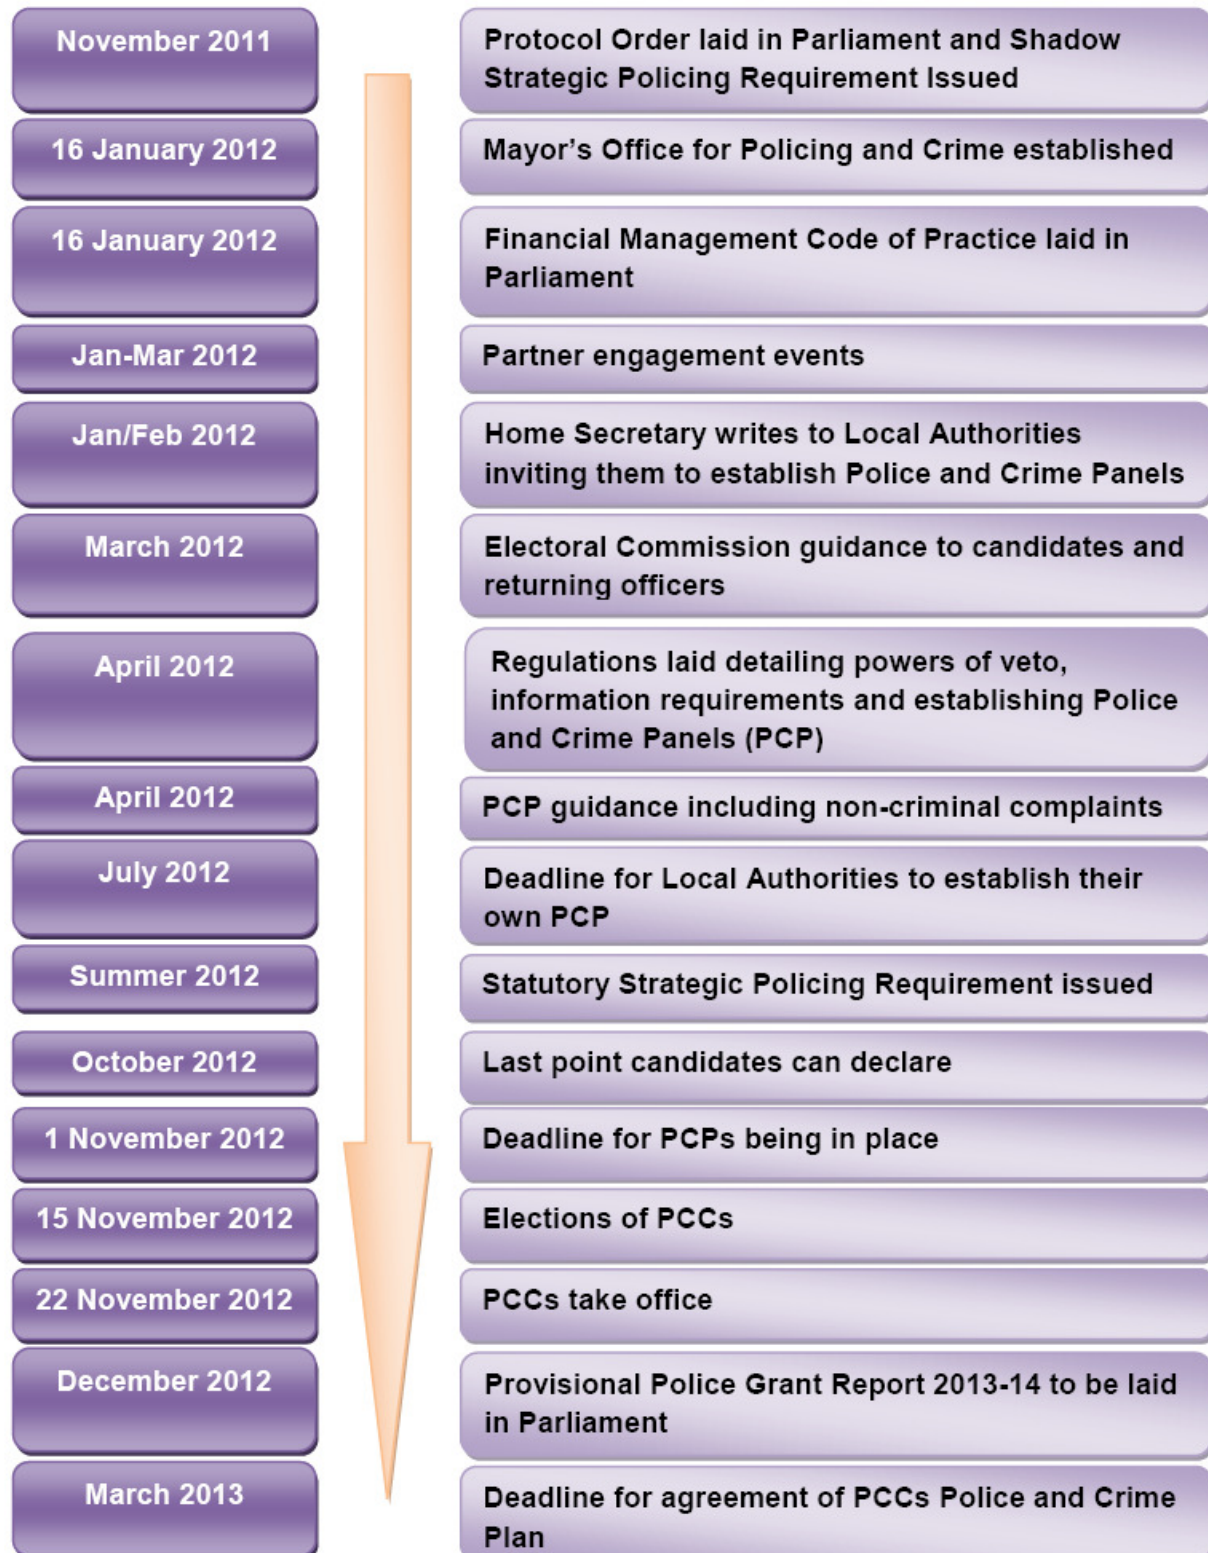 November 2011
Protocol Order laid in Parliament and Shadow
Strategic Policing Requirement Issued
16 January 2012
Mayor's Office for Policing and Crime established
16 January 2012
Financial Management Code of Practice laid in
Parliament
Jan-Mar 2012
Partner engagement events
Jan/Feb 2012
Home Secretary writes to Local Authorities
inviting them to establish Police and Crime Panels
March 2012
Electoral Commission guidance to candidates and
returning officers
April 2012
Regulations laid detailing powers of veto,
information requirements and establishing Police
and Crime Panels (PCP)
April 2012
PCP guidance including non-criminal complaints
July 2012
Deadline for Local Authorities to establish their
own PCP
Summer 2012
Statutory Strategic Policing Requirement issued
October 2012
Last point candidates can declare
1 November 2012
Deadline for PCPs being in place
15 November 2012
Elections of PCCs
22 November 2012
PCCs take office
December 2012
Provisional Police Grant Report 2013-14 to be laid
in Parliament
March 2013
Deadline for agreement of PCCs Police and Crime
Plan